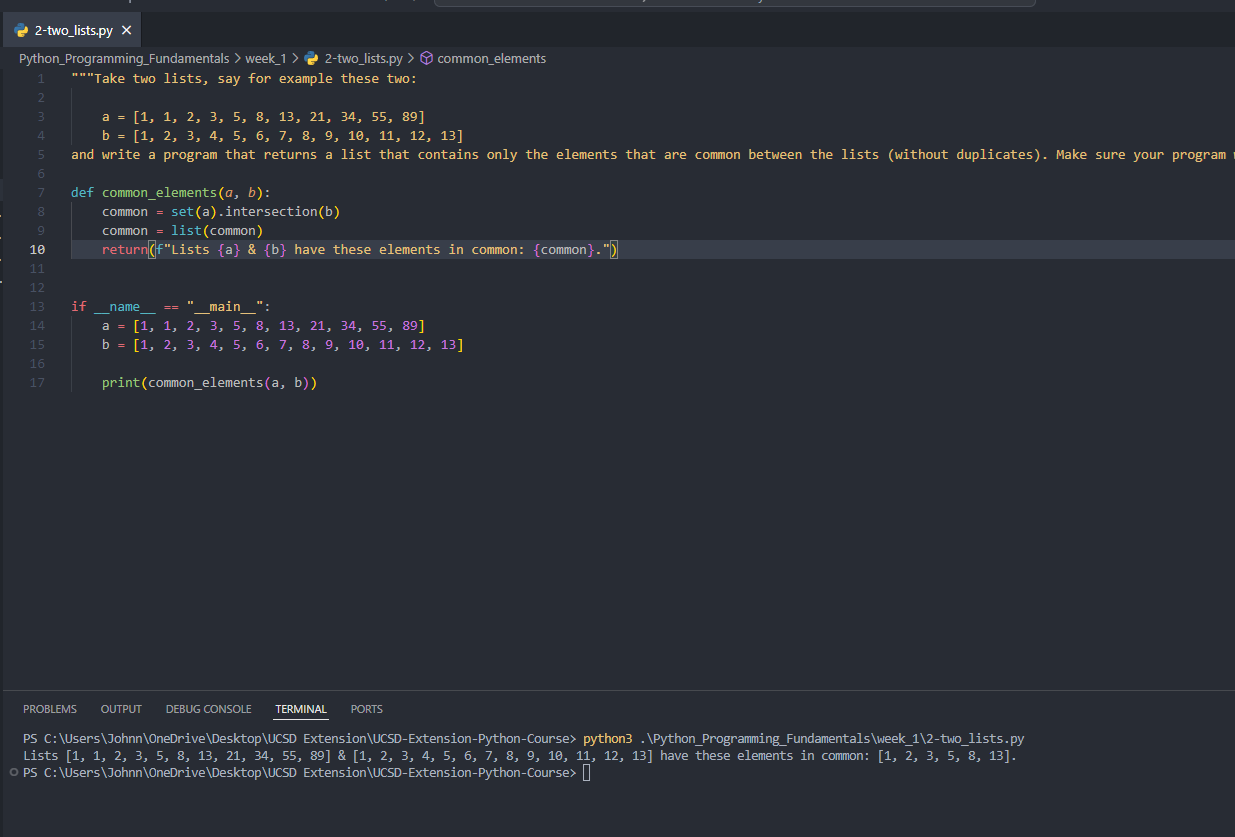 2-two_lists.py
Python_Programming_Fundamentals > week_1 > 2-two_lists.py > common_elements
1 """Take two lists, say for example these two:
2
3 a = [1, 1, 2, 3, 5, 8, 13, 21, 34, 55, 89]
4 b = [1, 2, 3, 4, 5, 6, 7, 8, 9, 10, 11, 12, 13]
5 and write a program that returns a list that contains only the elements that are common between the lists (without duplicates). Make sure your program
6
7 def common_elements(a, b):
8 common = set(a).intersection(b)
9 common = list(common)
10 return(f"Lists {a} & {b} have these elements in common: {common}.")
11
12
13 if __name__ == "__main__":
14 a = [1, 1, 2, 3, 5, 8, 13, 21, 34, 55, 89]
15 b = [1, 2, 3, 4, 5, 6, 7, 8, 9, 10, 11, 12, 13]
16
17 print(common_elements(a, b))
PROBLEMS OUTPUT DEBUG CONSOLE TERMINAL PORTS
PS C:\Users\Johnn\OneDrive\Desktop\UCSD Extension\UCSD-Extension-Python-Course> python3 .\Python_Programming_Fundamentals\week_1\2-two_lists.py
Lists [1, 1, 2, 3, 5, 8, 13, 21, 34, 55, 89] & [1, 2, 3, 4, 5, 6, 7, 8, 9, 10, 11, 12, 13] have these elements in common: [1, 2, 3, 5, 8, 13].
PS C:\Users\Johnn\OneDrive\Desktop\UCSD Extension\UCSD-Extension-Python-Course>